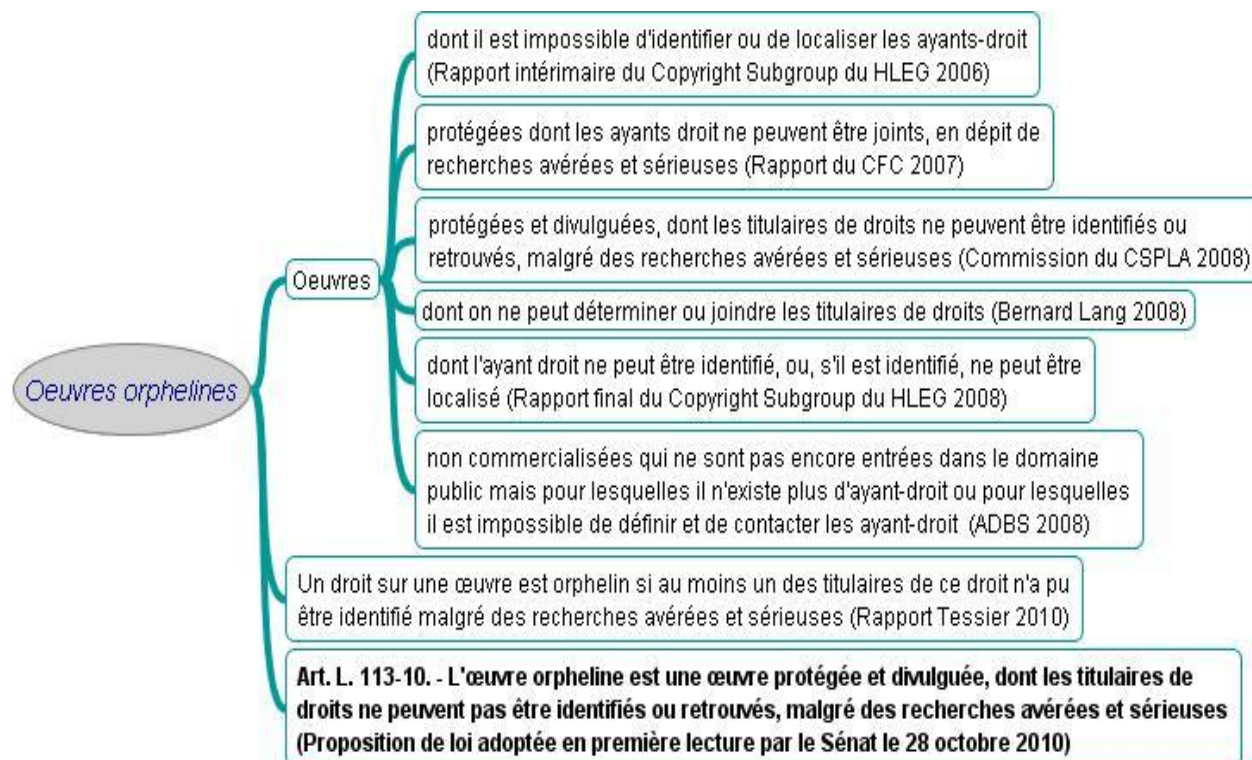 dont il est impossible d'identifier ou de localiser les ayants-droit
(Rapport intérimaire du Copyright Subgroup du HLEG 2006)
protégées dont les ayants droit ne peuvent être joints, en dépit de
recherches avérées et sérieuses (Rapport du CFC 2007)
protégées et divulguées, dont les titulaires de droits ne peuvent être identifiés ou
retrouvés, malgré des recherches avérées et sérieuses (Commission du CSPLA 2008)
Oeuvres
dont on ne peut déterminer ou joindre les titulaires de droits (Bernard Lang 2008)
dont l'ayant droit ne peut être identifié, ou, s'il est identifié, ne peut être
localisé (Rapport final du Copyright Subgroup du HLEG 2008)
Oeuvres orphelines
non commercialisées qui ne sont pas encore entrées dans le domaine
public mais pour lesquelles il n'existe plus d'ayant-droit ou pour lesquelles
il est impossible de définir et de contacter les ayant-droit (ADBS 2008)
Un droit sur une œuvre est orphelin si au moins un des titulaires de ce droit n'a pu
être identifié malgré des recherches avérées et sérieuses (Rapport Tessier 2010)
Art. L. 113-10. - L'œuvre orpheline est une œuvre protégée et divulguée, dont les titulaires de
droits ne peuvent pas être identifiés ou retrouvés, malgré des recherches avérées et sérieuses
(Proposition de loi adoptée en première lecture par le Sénat le 28 octobre 2010)